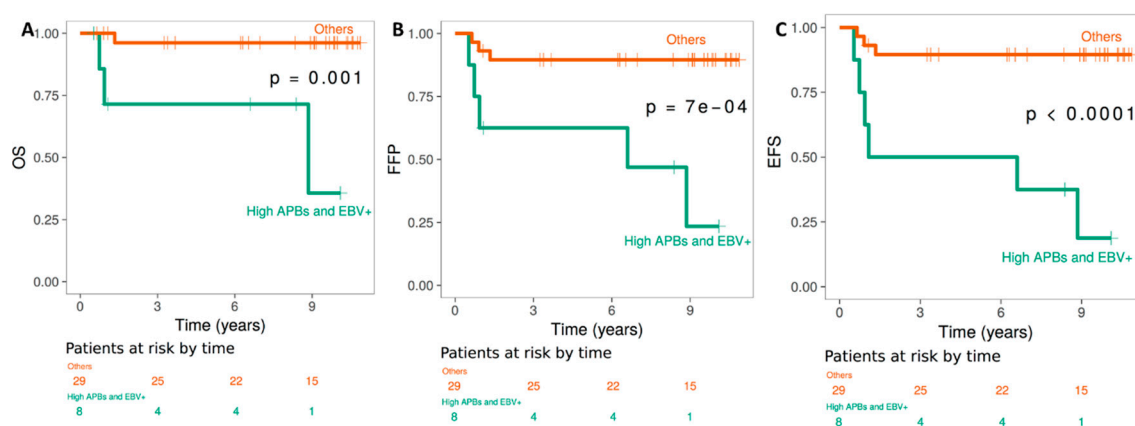 A
OS
1.00
0.75
0.50
0.25
0.00
Others
p = 0.001
High APBs and EBV+
0 3 6 9
Time (years)
Patients at risk by time
Others
29 25 22 15
High APBs and EBV+
8 4 4 1
B
FFP
1.00
0.75
0.50
0.25
0.00
Others
p = 7e-04
High APBs and EBV+
0 3 6 9
Time (years)
Patients at risk by time
Others
29 25 22 15
High APBs and EBV+
8 4 4 1
C
EFS
1.00
0.75
0.50
0.25
0.00
Others
p < 0.0001
High APBs and EBV+
0 3 6 9
Time (years)
Patients at risk by time
Others
29 25 22 15
High APBs and EBV+
8 4 4 1